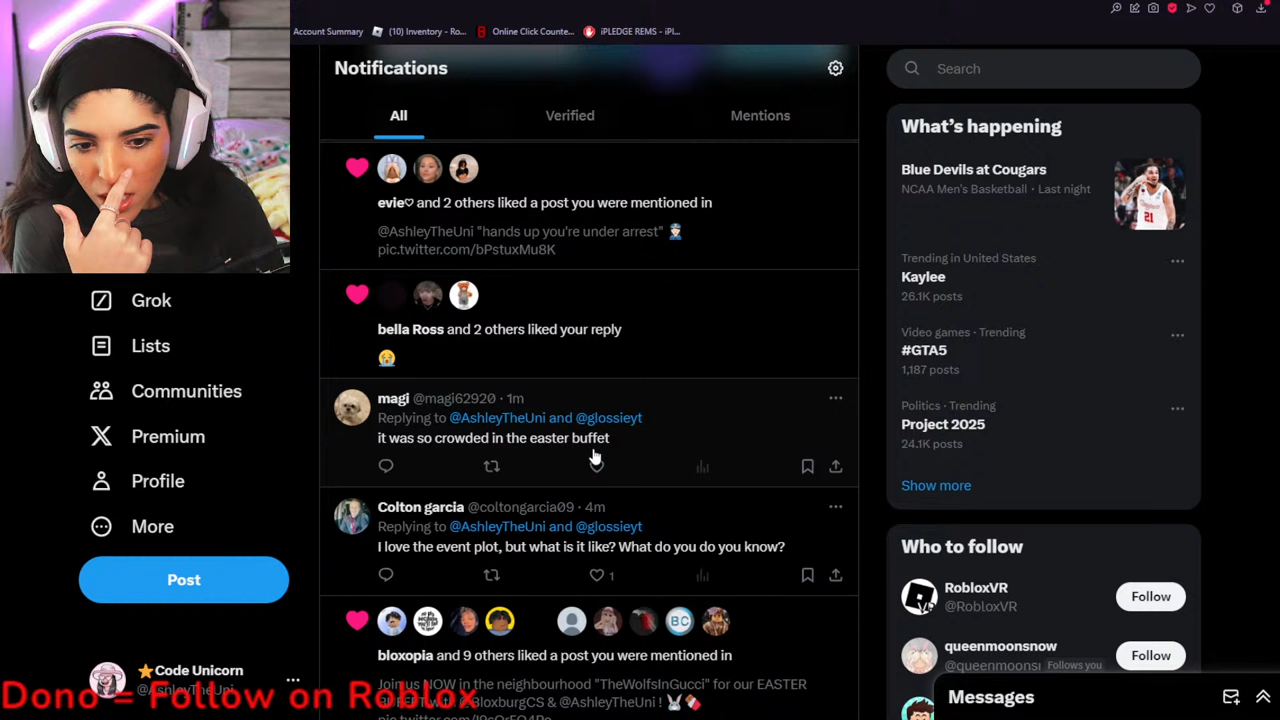 Account Summary
(10) Inventory - Ro...
Online Click Counte...
iPLEDGE REMS - iPl...
Notifications
All
Verified
Mentions
evie♡ and 2 others liked a post you were mentioned in
@AshleyTheUni "hands up you're under arrest" 👮🏻
pic.twitter.com/bPstuxMu8K
bella Ross and 2 others liked your reply
😭
magi @magi62920 · 1m
Replying to @AshleyTheUni and @glossieyt
it was so crowded in the easter buffet
Colton garcia @coltongarcia09 · 4m
Replying to @AshleyTheUni and @glossieyt
I love the event plot, but what is it like? What do you do you know?
1
BC
bloxopia and 9 others liked a post you were mentioned in
Join us NOW in the neighbourhood "TheWolfsInGucci" for our EASTER
@BloxburgCS & @AshleyTheUni ! 🐰🍫
Grok
Lists
Communities
Premium
Profile
More
Post
⭐Code Unicorn
@AshleyTheUni
Dono = Follow on Roblox
Search
What's happening
Blue Devils at Cougars
NCAA Men's Basketball · Last night
21
Trending in United States
Kaylee
26.1K posts
Video games · Trending
#GTA5
1,187 posts
Politics · Trending
Project 2025
24.1K posts
Show more
Who to follow
RobloxVR
@RobloxVR
Follow
queenmoonsnow
@queenmoons
Follows you
Follow
Messages